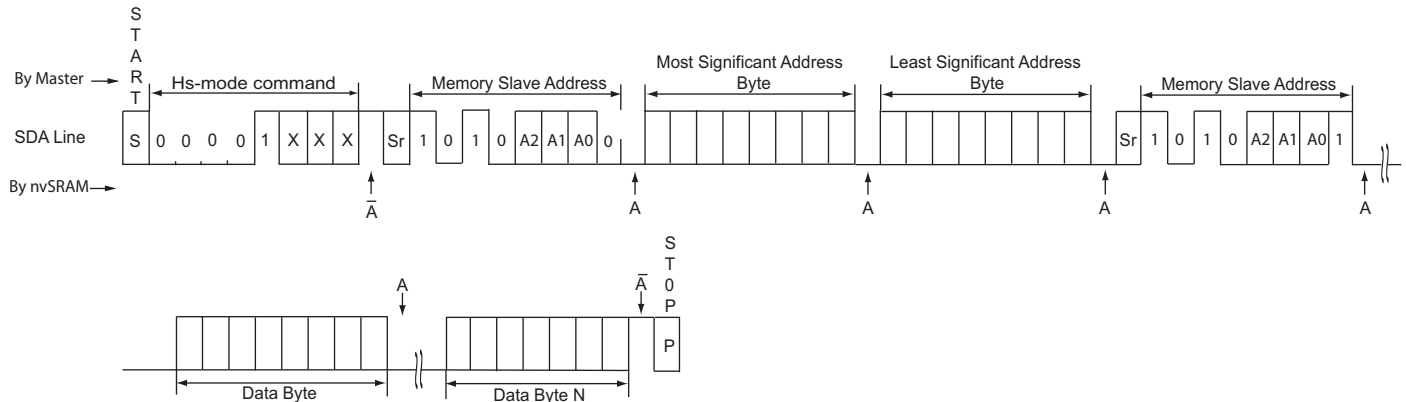 START
By Master
Hs-mode command
Memory Slave Address
Most Significant Address
Byte
Least Significant Address
Byte
Memory Slave Address
SDA Line
S 0 0 0 0 1 X X X Sr 1 0 1 0 A2 A1 A0 0 Sr 1 0 1 0 A2 A1 A0 1
By nvSRAM
A̅ A A A A
A A̅
ST0P
P
Data Byte
Data Byte N